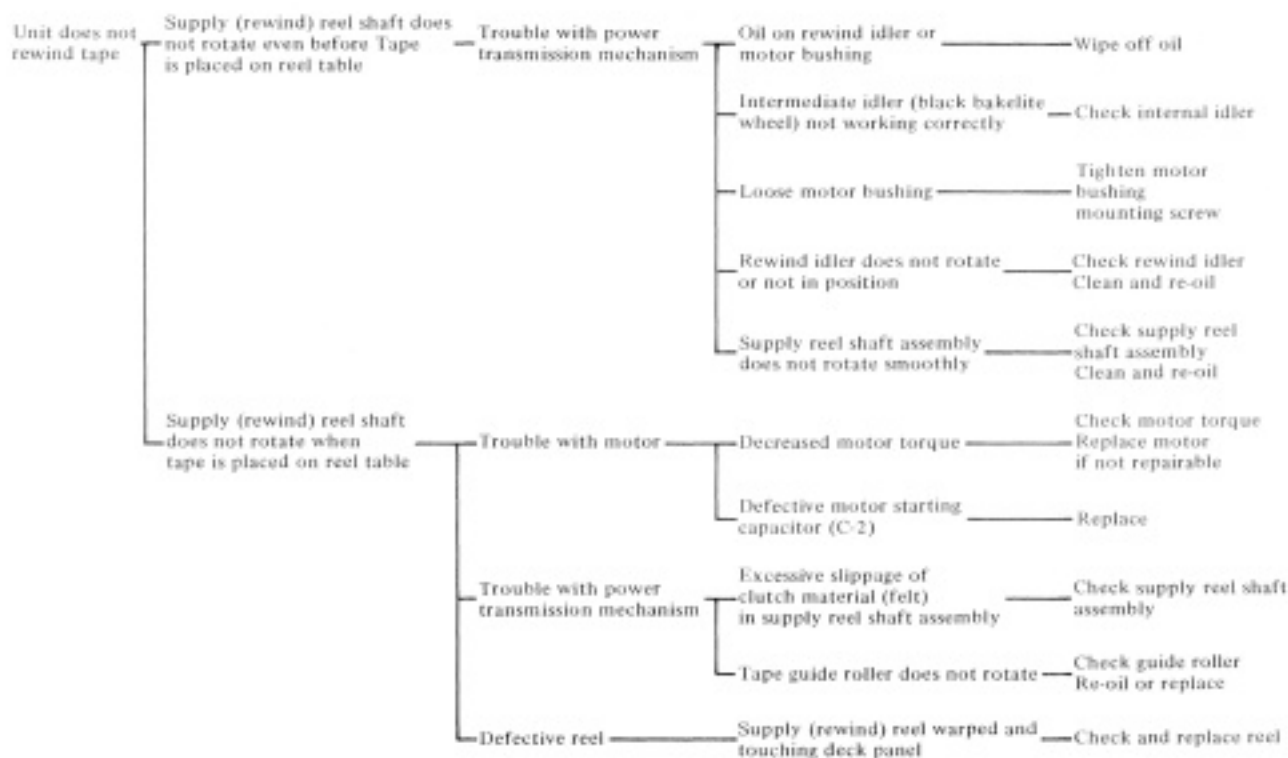 Unit does not
rewind tape
Supply (rewind) reel shaft does
not rotate even before Tape
is placed on reel table
Trouble with power
transmission mechanism
Oil on rewind idler or
motor bushing
Wipe off oil
Intermediate idler (black bakelite
wheel) not working correctly
Check internal idler
Loose motor bushing
Tighten motor
bushing
mounting screw
Rewind idler does not rotate
or not in position
Check rewind idler
Clean and re-oil
Supply reel shaft assembly
does not rotate smoothly
Check supply reel
shaft assembly
Clean and re-oil
Supply (rewind) reel shaft
does not rotate when
tape is placed on reel table
Trouble with motor
Decreased motor torque
Check motor torque
Replace motor
if not repairable
Defective motor starting
capacitor (C-2)
Replace
Trouble with power
transmission mechanism
Excessive slippage of
clutch material (felt)
in supply reel shaft assembly
Check supply reel shaft
assembly
Tape guide roller does not rotate
Check guide roller
Re-oil or replace
Defective reel
Supply (rewind) reel warped and
touching deck panel
Check and replace reel